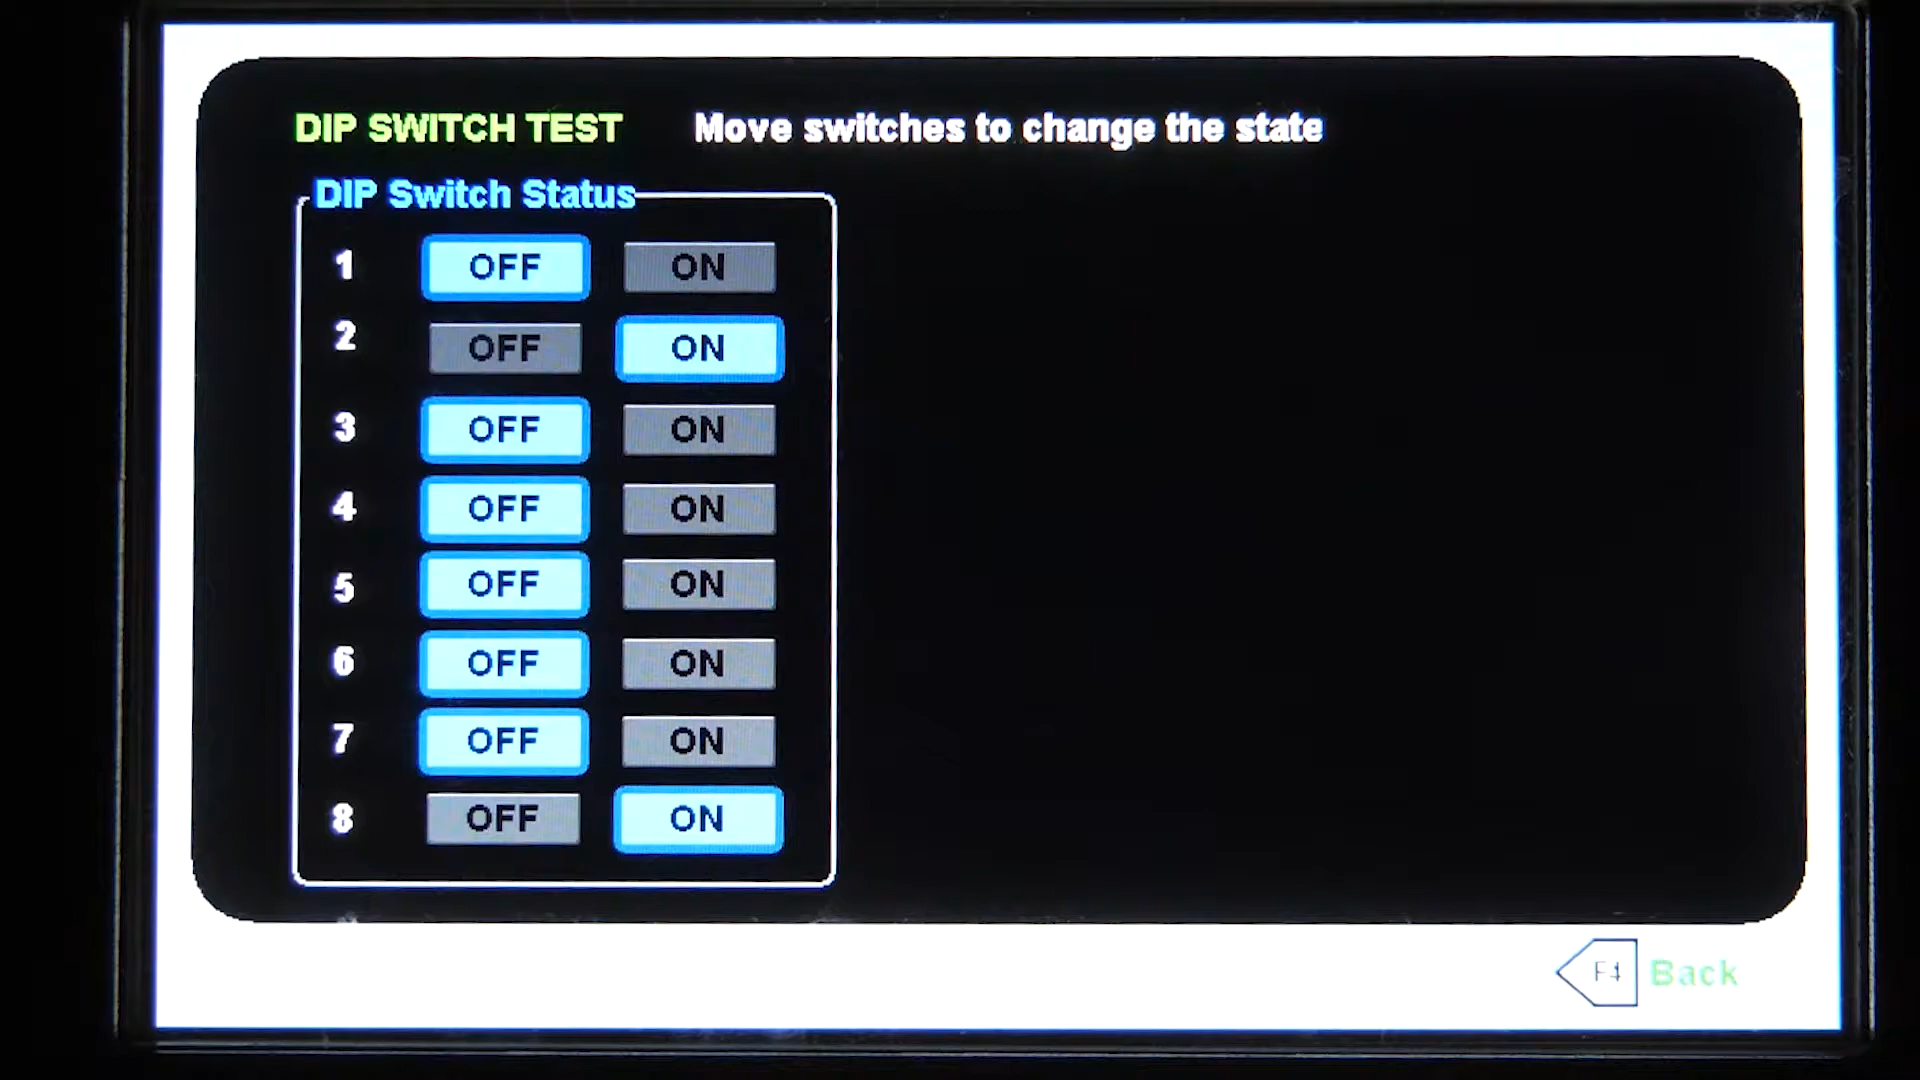 DIP SWITCH TEST Move switches to change the state
DIP Switch Status
1 OFF ON
2 OFF ON
3 OFF ON
4 OFF ON
5 OFF ON
6 OFF ON
7 OFF ON
8 OFF ON
F4 Back